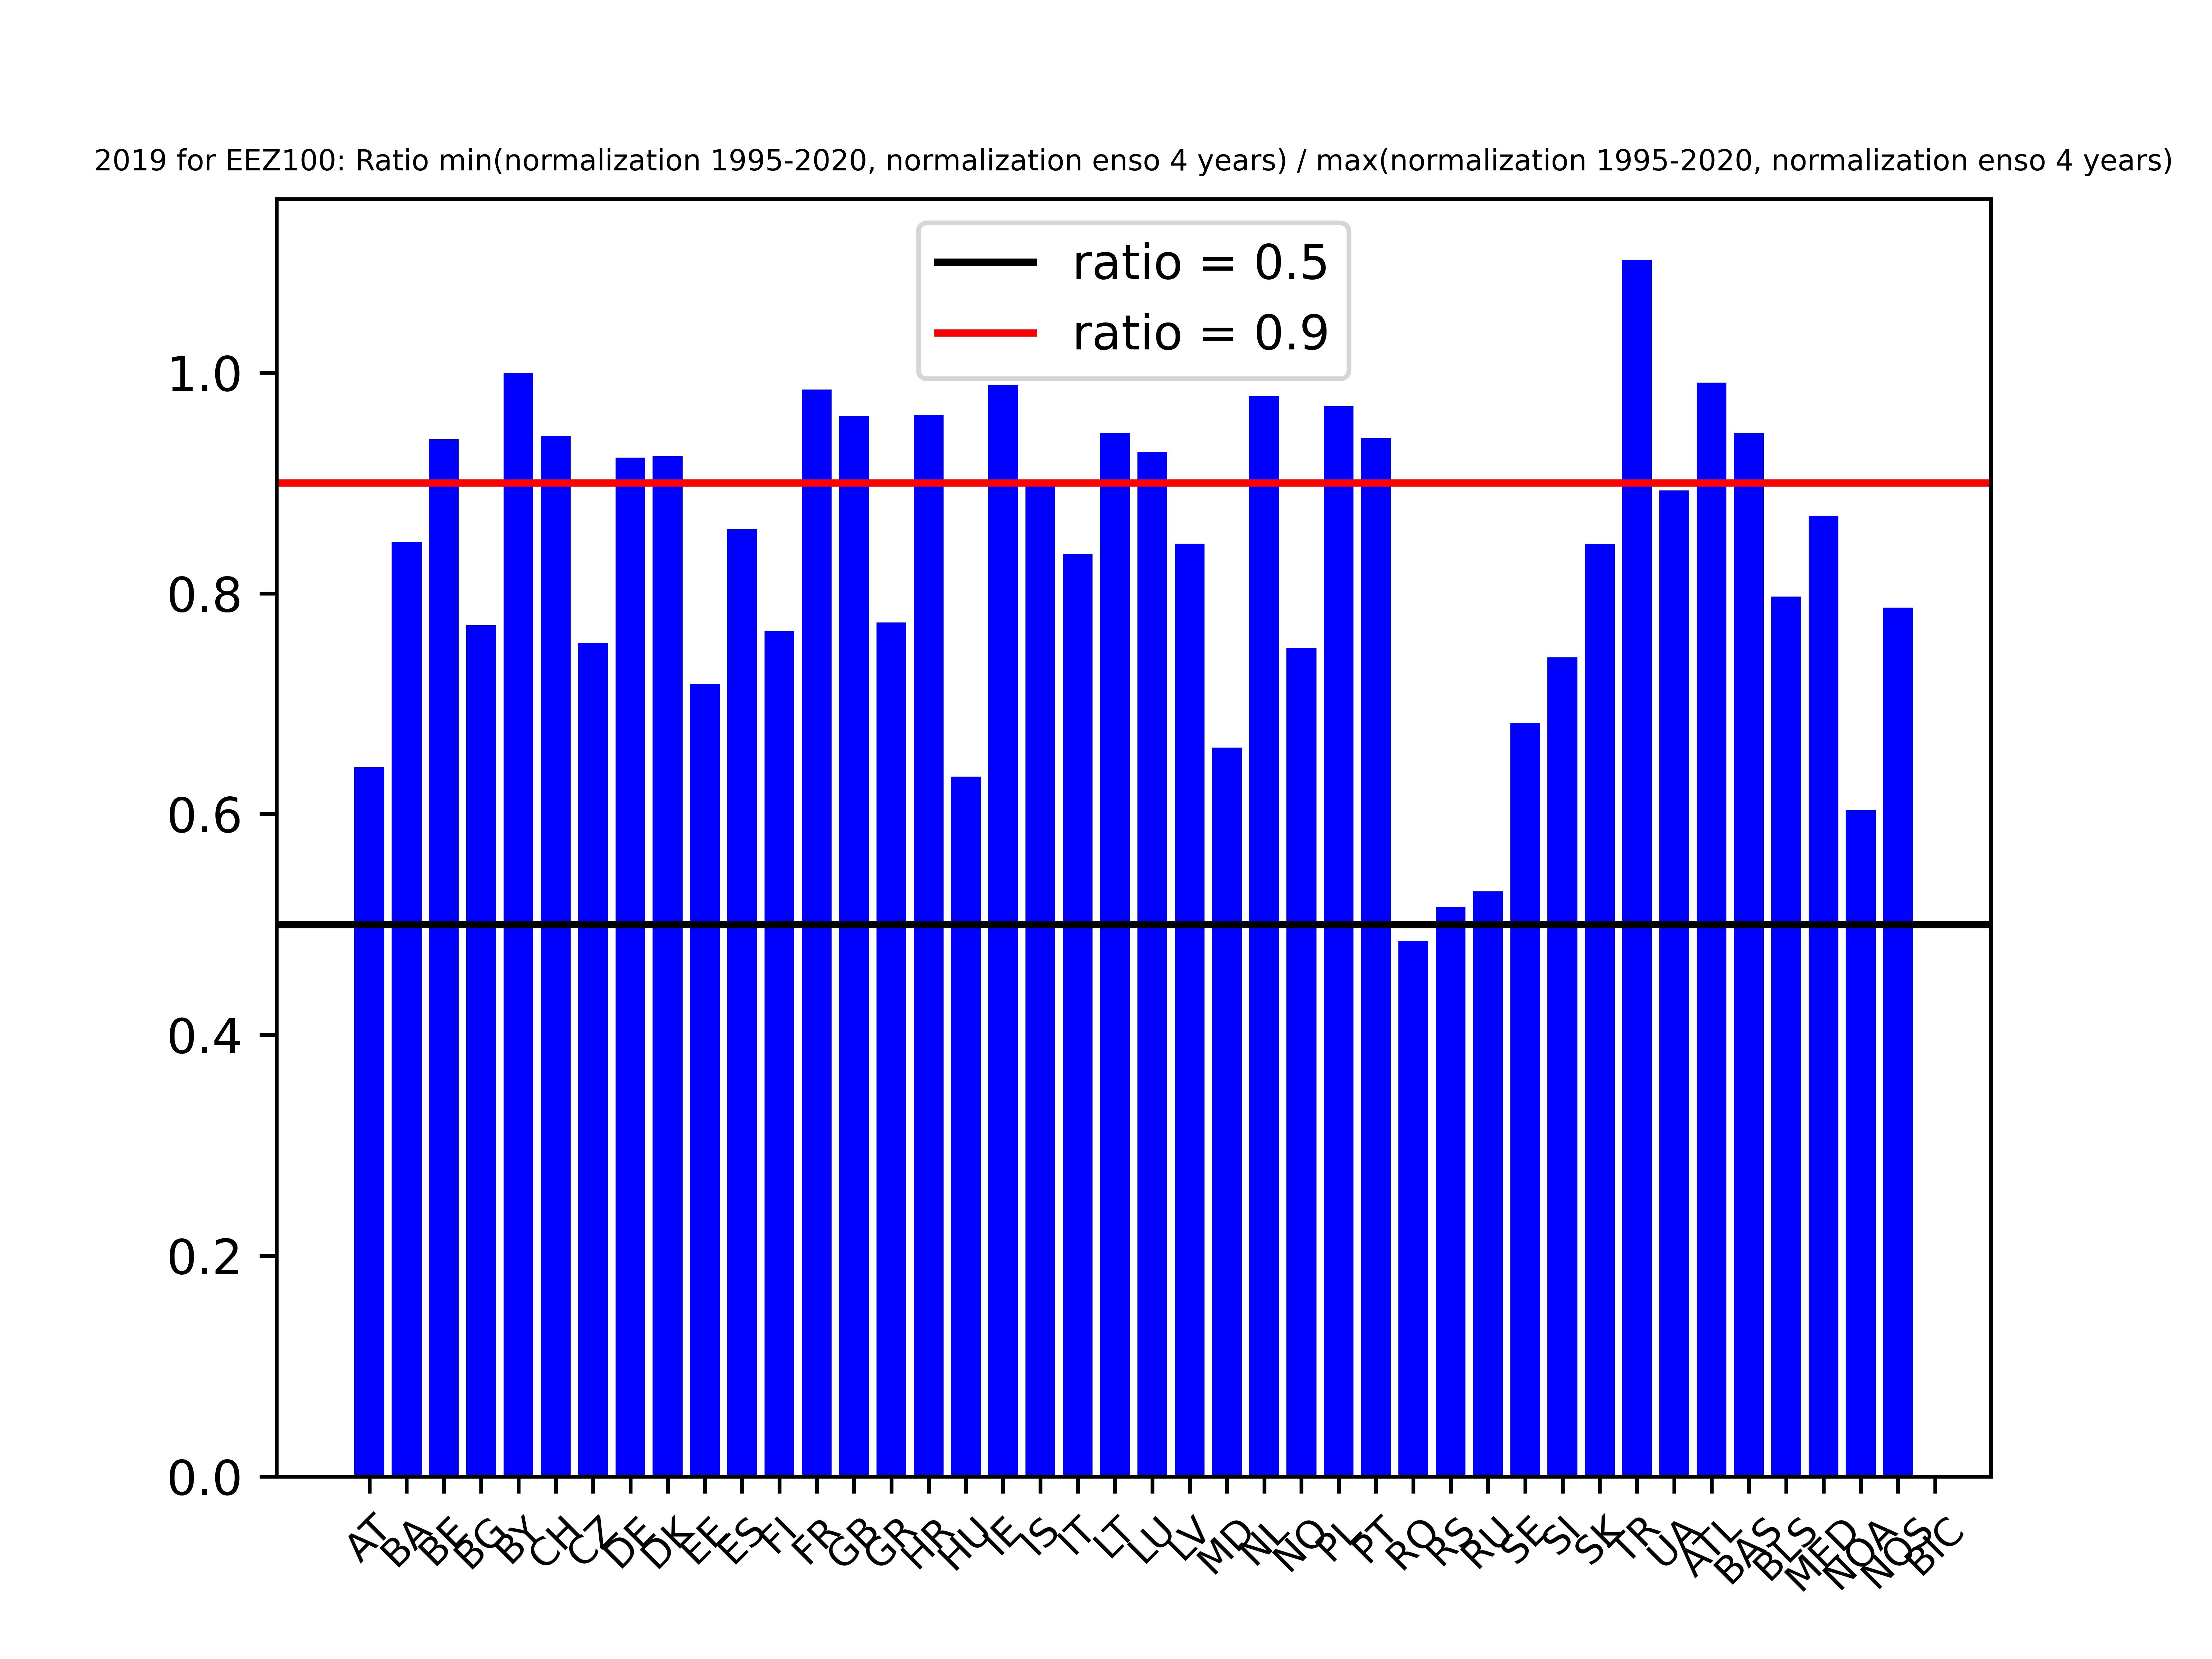 2019 for EEZ100: Ratio min(normalization 1995-2020, normalization enso 4 years) / max(normalization 1995-2020, normalization enso 4 years)
ratio = 0.5
ratio = 0.9
1.0
0.8
0.6
0.4
0.2
0.0
AT BA BE BG BY CH CZ DE DK EE ES FI FR GB GR HR HU IE IS IT LT LU LV MD NL NO PL PT RO RS RU SE SI SK TR UA ATL BAS BLS MED NOA NOS BIC